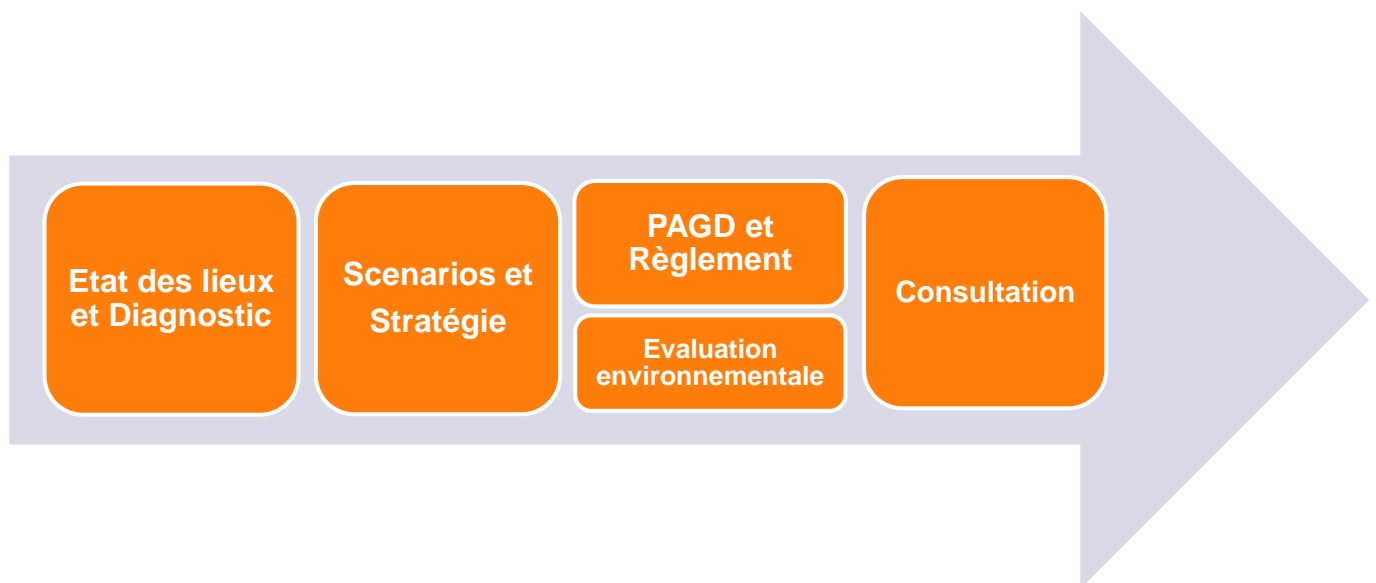 Etat des lieux
et Diagnostic
Scenarios et
Stratégie
PAGD et
Règlement
Evaluation
environnementale
Consultation